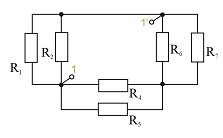 1'
R₁ R₂ R₆ R₇
1
R₄
R₅